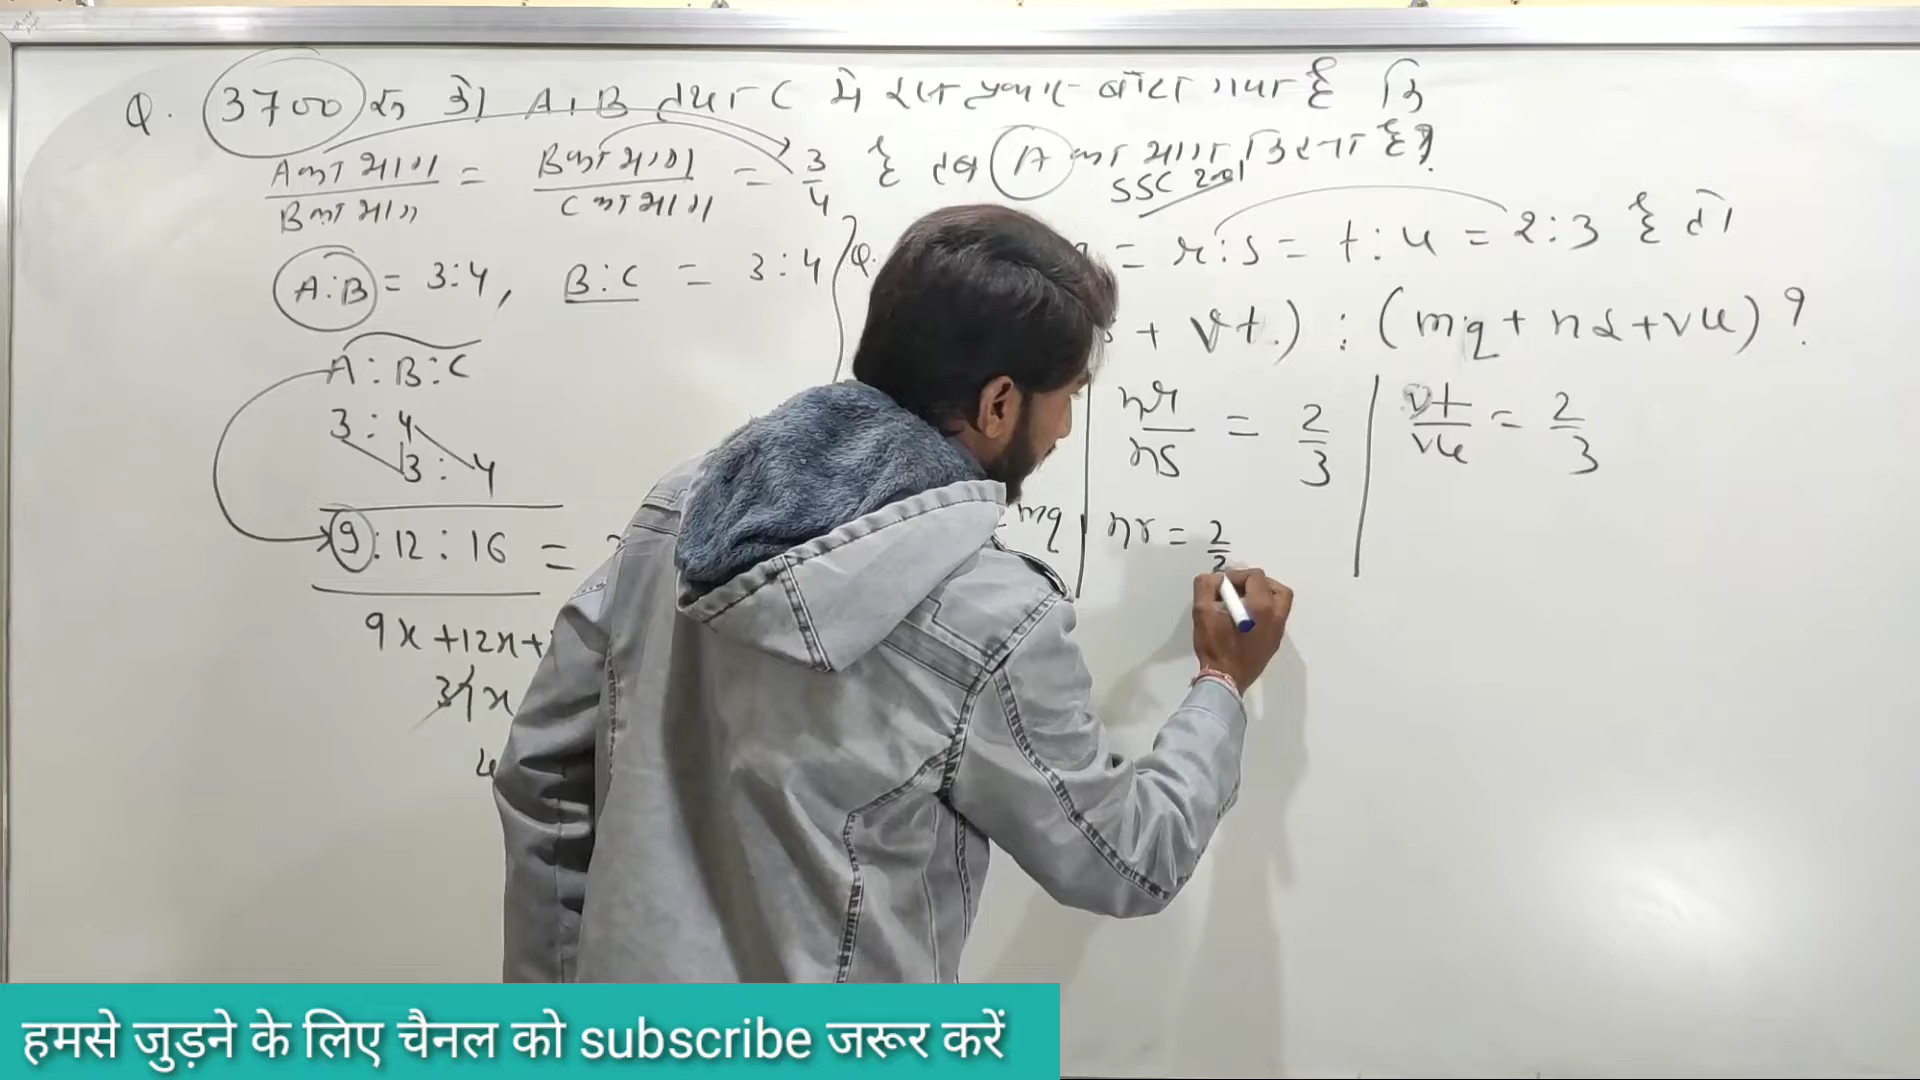 Q. 3700 रु को A, B तथा C में इस प्रकार बाँटा गया है कि
A का भाग / B का भाग = B का भाग / C का भाग = 3/4 है तब A का भाग कितना है?
SSC 2001
A:B = 3:4, B:C = 3:4
A:B:C
3:4
3:4
9:12:16 =
9x+12x+
37x
Q. = r:s = t:u = 2:3 है तो
+ vt) : (mq + ns + vu) ?
nr/ns = 2/3
vt/vu = 2/3
mq
nr = 2/3
हमसे जुड़ने के लिए चैनल को subscribe जरूर करें